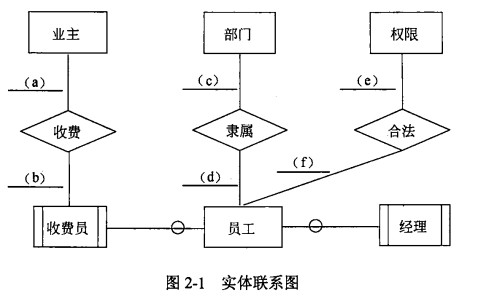 业主 部门 权限
(a) (c) (e)
收费 隶属 合法
(b) (d) (f)
收费员 员工 经理
图 2-1 实体联系图